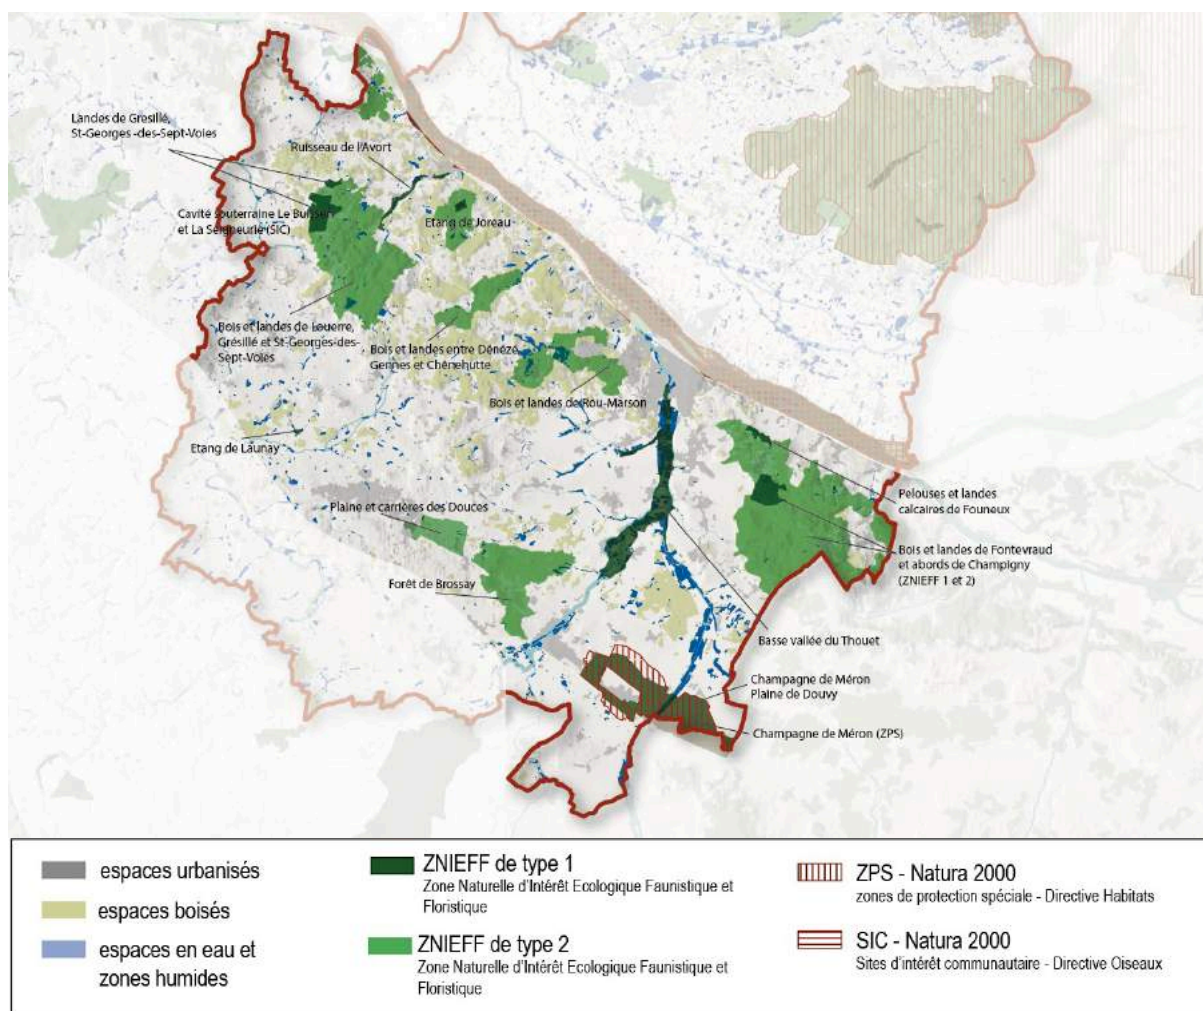 Landes de Grésillé,
St-Georges -des-Sept-Voies
Ruisseau de l'Avort
Cavité souterraine Le Buisson
et La Seigneurie (SIC)
Etang de Joreau
Bois et landes de Louerre,
Grésillé et St-Georges-des-
Sept-Voies
Bois et landes entre Dénezé,
Gennes et Chênehutte
Bois et landes de Rou-Marson
Etang de Launay
Plaine et carrières des Douces
Forêt de Brossay
Pelouses et landes
calcaires de Founeux
Bois et landes de Fontevraud
et abords de Champigny
(ZNIEFF 1 et 2)
Basse vallée du Thouet
Champagne de Méron
Plaine de Douvy
Champagne de Méron (ZPS)
espaces urbanisés
espaces boisés
espaces en eau et
zones humides
ZNIEFF de type 1
Zone Naturelle d'Intérêt Ecologique Faunistique et
Floristique
ZNIEFF de type 2
Zone Naturelle d'Intérêt Ecologique Faunistique et
Floristique
ZPS - Natura 2000
zones de protection spéciale - Directive Habitats
SIC - Natura 2000
Sites d'intérêt communautaire - Directive Oiseaux